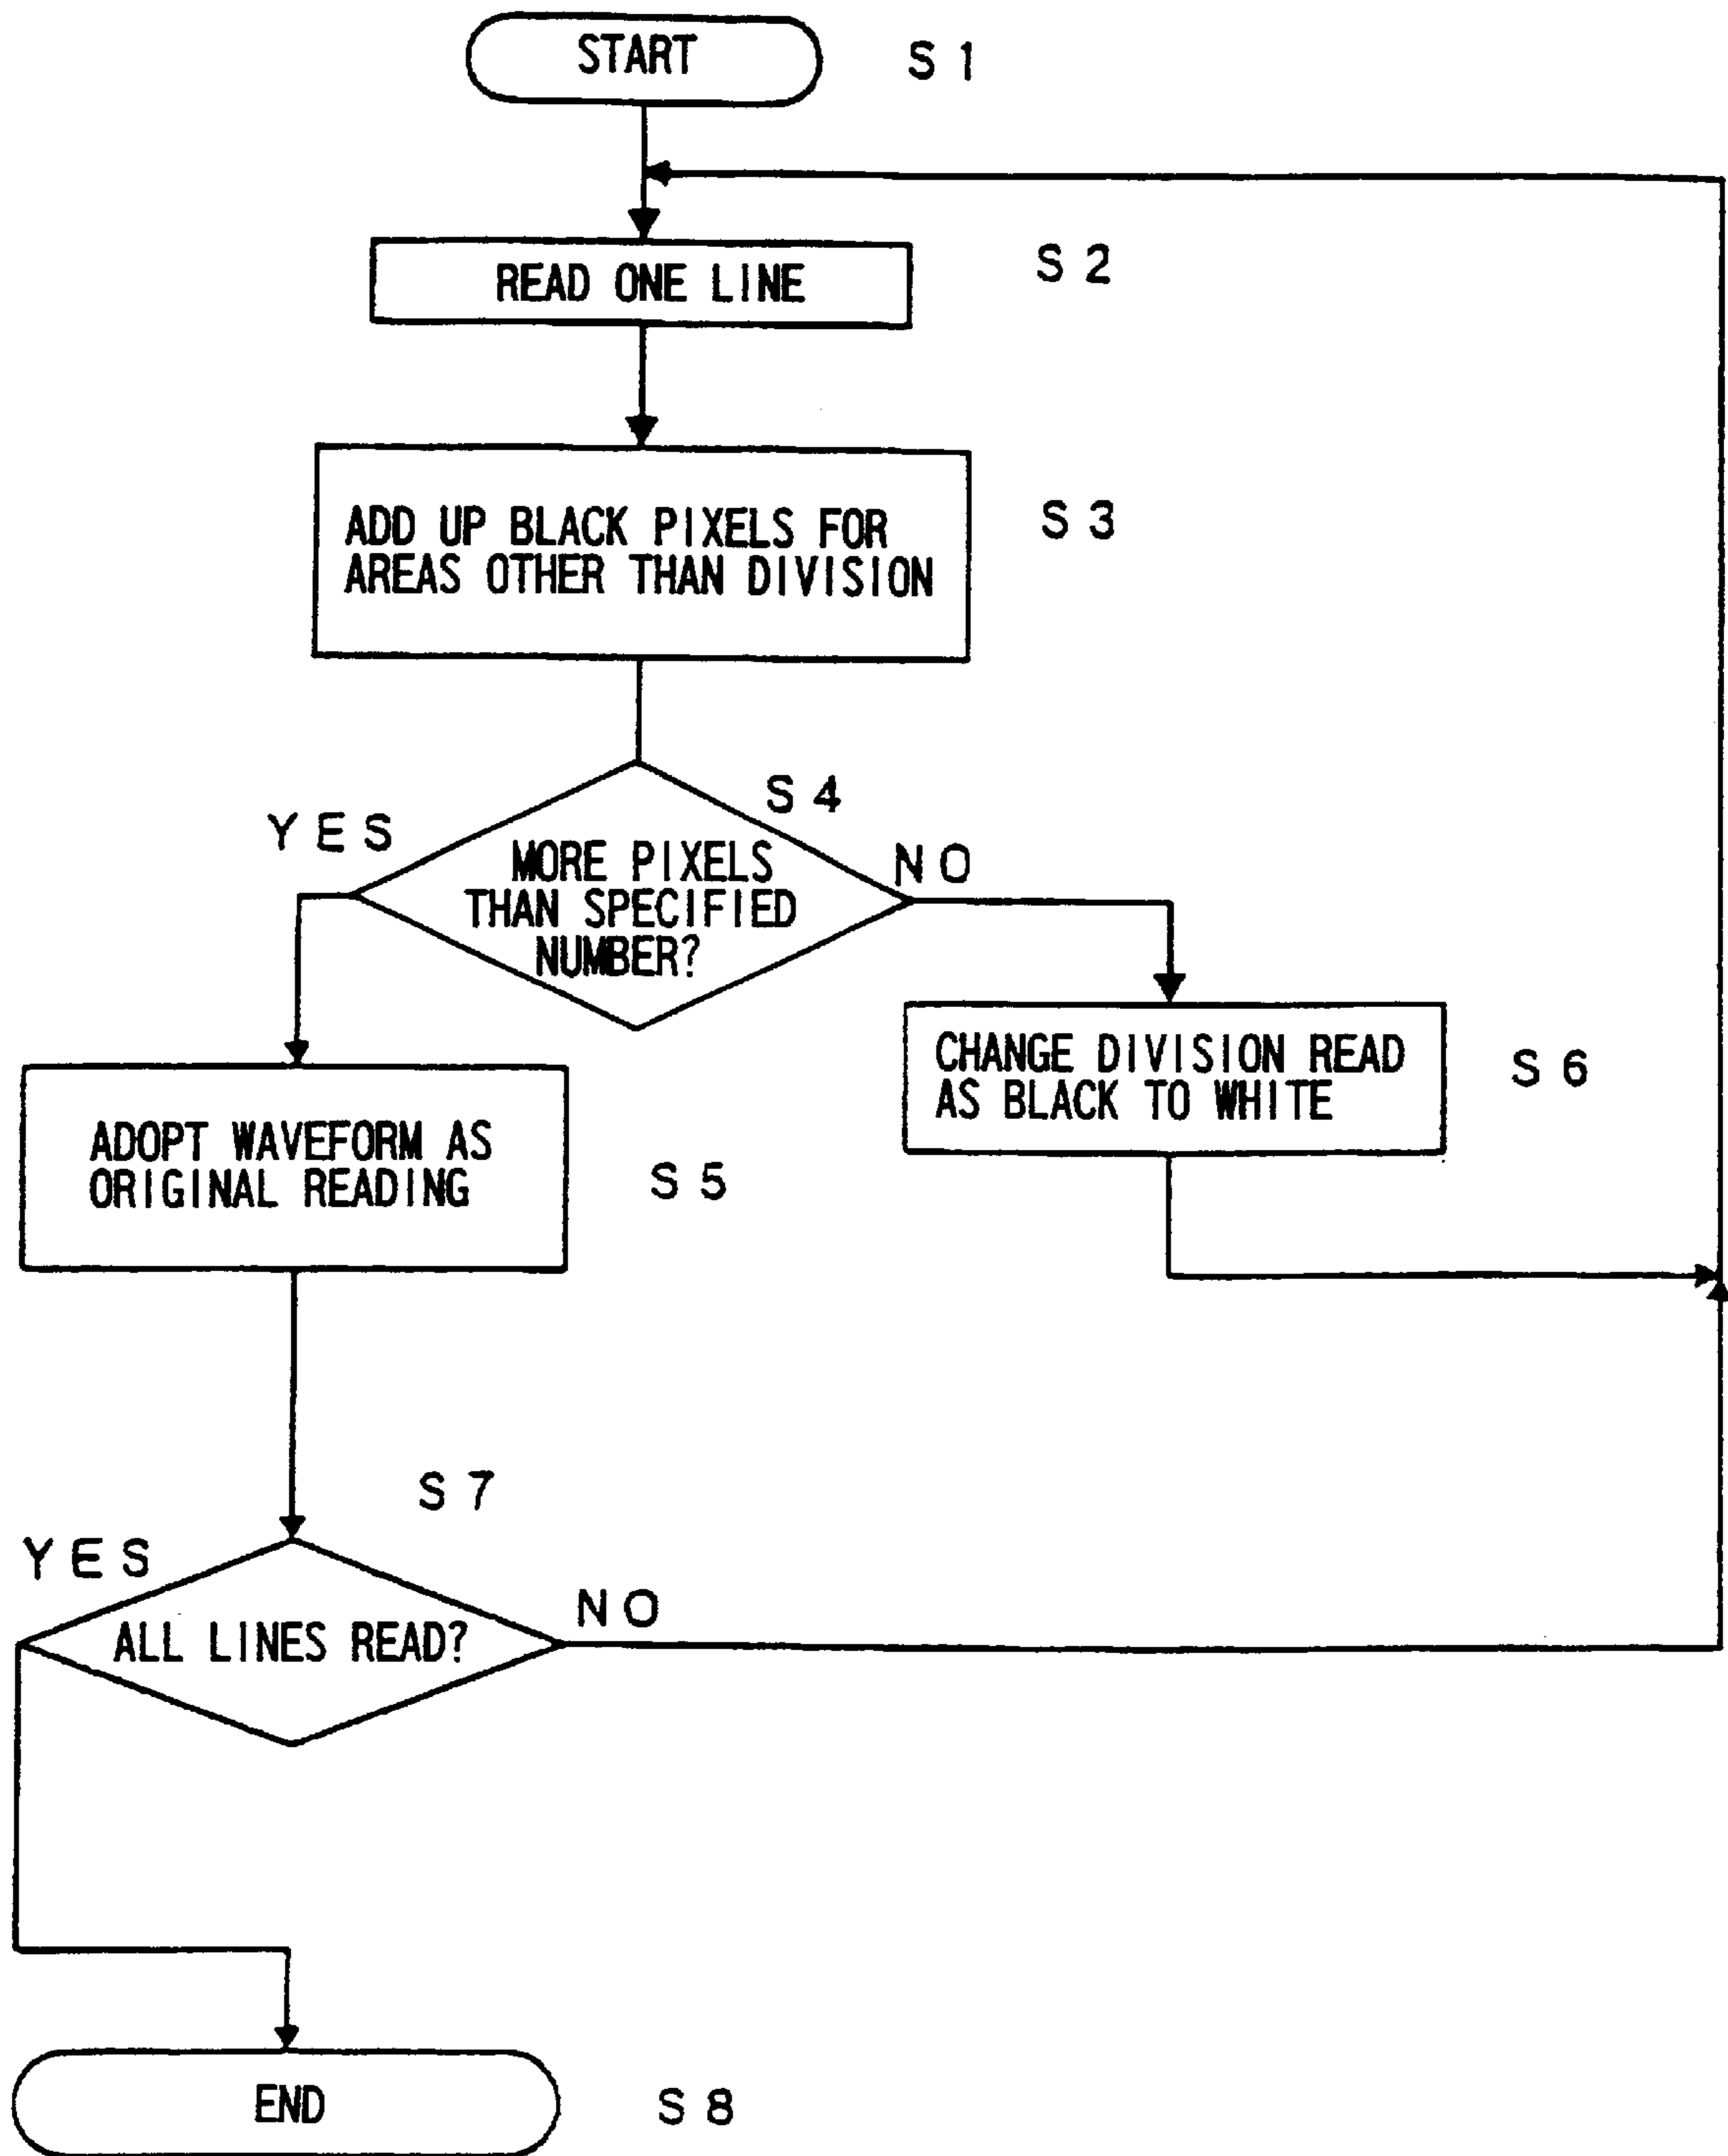 START
S 1
READ ONE LINE
S 2
ADD UP BLACK PIXELS FOR
AREAS OTHER THAN DIVISION
S 3
S 4
YES
NO
MORE PIXELS
THAN SPECIFIED
NUMBER?
CHANGE DIVISION READ
AS BLACK TO WHITE
S 6
ADOPT WAVEFORM AS
ORIGINAL READING
S 5
S 7
YES
NO
ALL LINES READ?
END
S 8